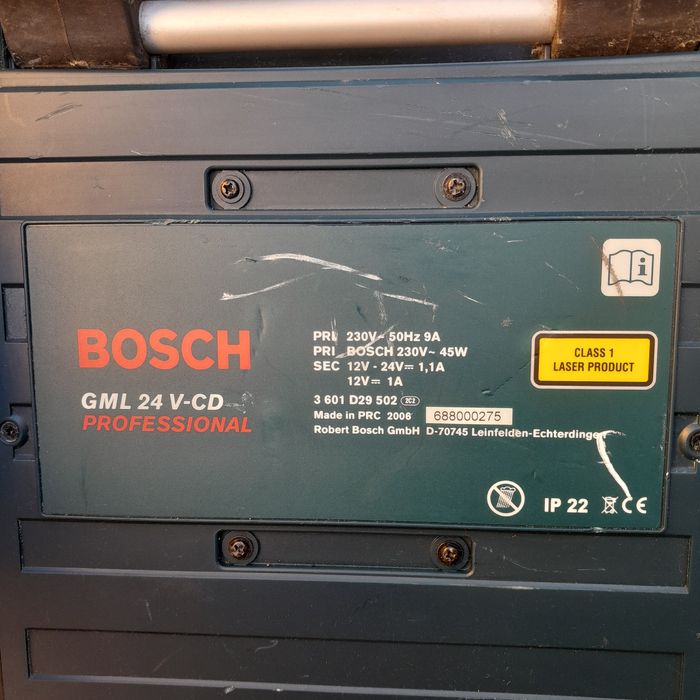 BOSCH
GML 24 V-CD
PROFESSIONAL
PRI 230V~ 50Hz 9A
PRI BOSCH 230V~ 45W
SEC 12V - 24V⎓ 1,1A
12V⎓ 1A
3 601 D29 502 2C2
Made in PRC 2006 688000275
Robert Bosch GmbH D-70745 Leinfelden-Echterdingen
CLASS 1
LASER PRODUCT
IP 22 CE